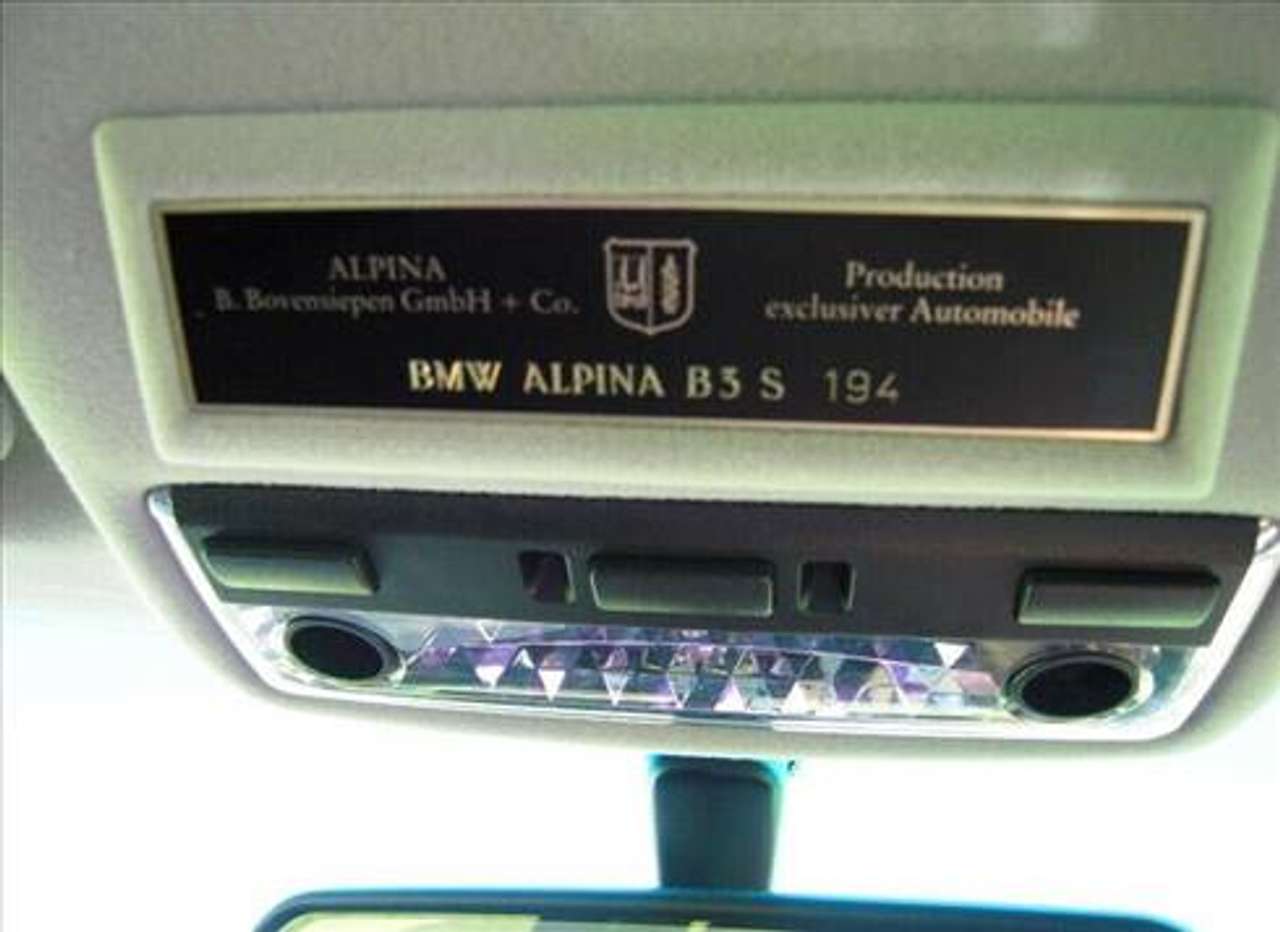 ALPINA
B. Bovensiepen GmbH + Co.
Production
exclusiver Automobile
BMW ALPINA B3 S 194